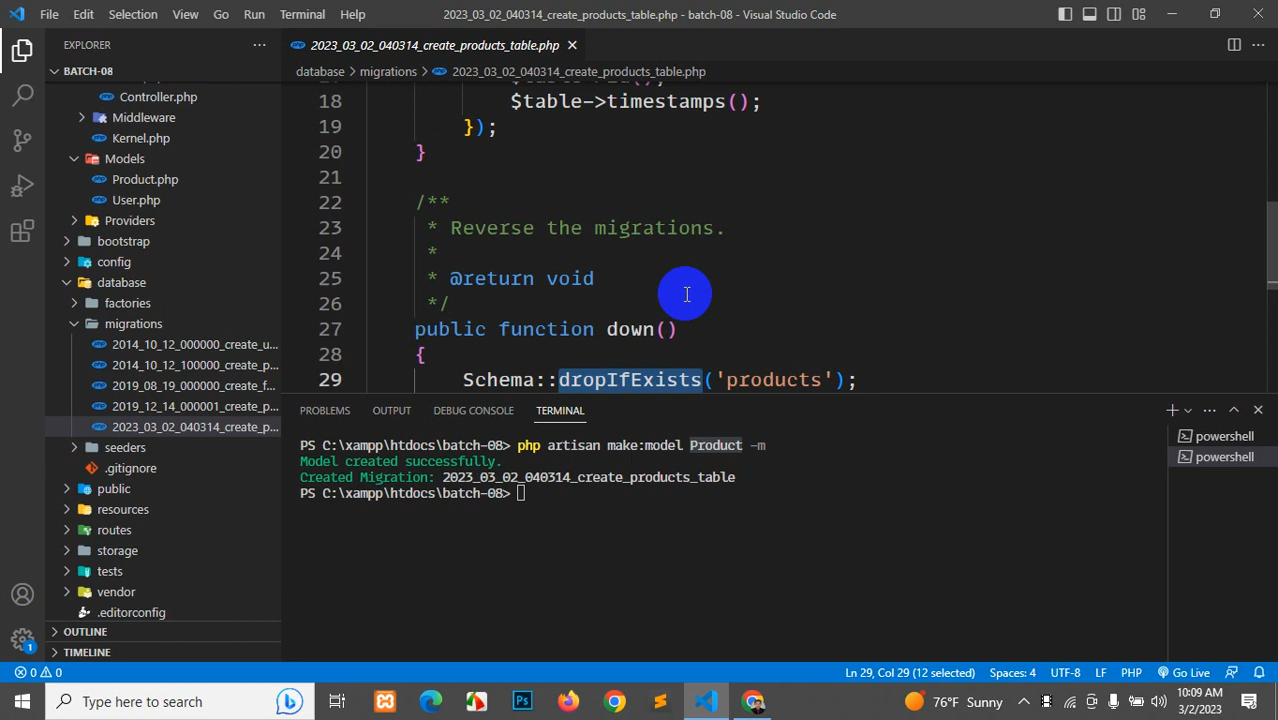 File Edit Selection View Go Run Terminal Help
2023_03_02_040314_create_products_table.php - batch-08 - Visual Studio Code
EXPLORER
BATCH-08
Controller.php
Middleware
Kernel.php
Models
Product.php
User.php
Providers
bootstrap
config
database
factories
migrations
2014_10_12_000000_create_u...
2014_10_12_100000_create_p...
2019_08_19_000000_create_f...
2019_12_14_000001_create_p...
2023_03_02_040314_create_p...
seeders
.gitignore
public
resources
routes
storage
tests
vendor
.editorconfig
OUTLINE
TIMELINE
2023_03_02_040314_create_products_table.php
database > migrations > 2023_03_02_040314_create_products_table.php
18 $table->timestamps();
19 });
20 }
21
22 /**
23 * Reverse the migrations.
24 *
25 * @return void
26 */
27 public function down()
28 {
29 Schema::dropIfExists('products');
PROBLEMS OUTPUT DEBUG CONSOLE TERMINAL
PS C:\xampp\htdocs\batch-08> php artisan make:model Product -m
Model created successfully.
Created Migration: 2023_03_02_040314_create_products_table
PS C:\xampp\htdocs\batch-08>
powershell
powershell
0 0 Ln 29, Col 29 (12 selected) Spaces: 4 UTF-8 LF PHP Go Live
Type here to search
Ps
76°F Sunny
10:09 AM
3/2/2023